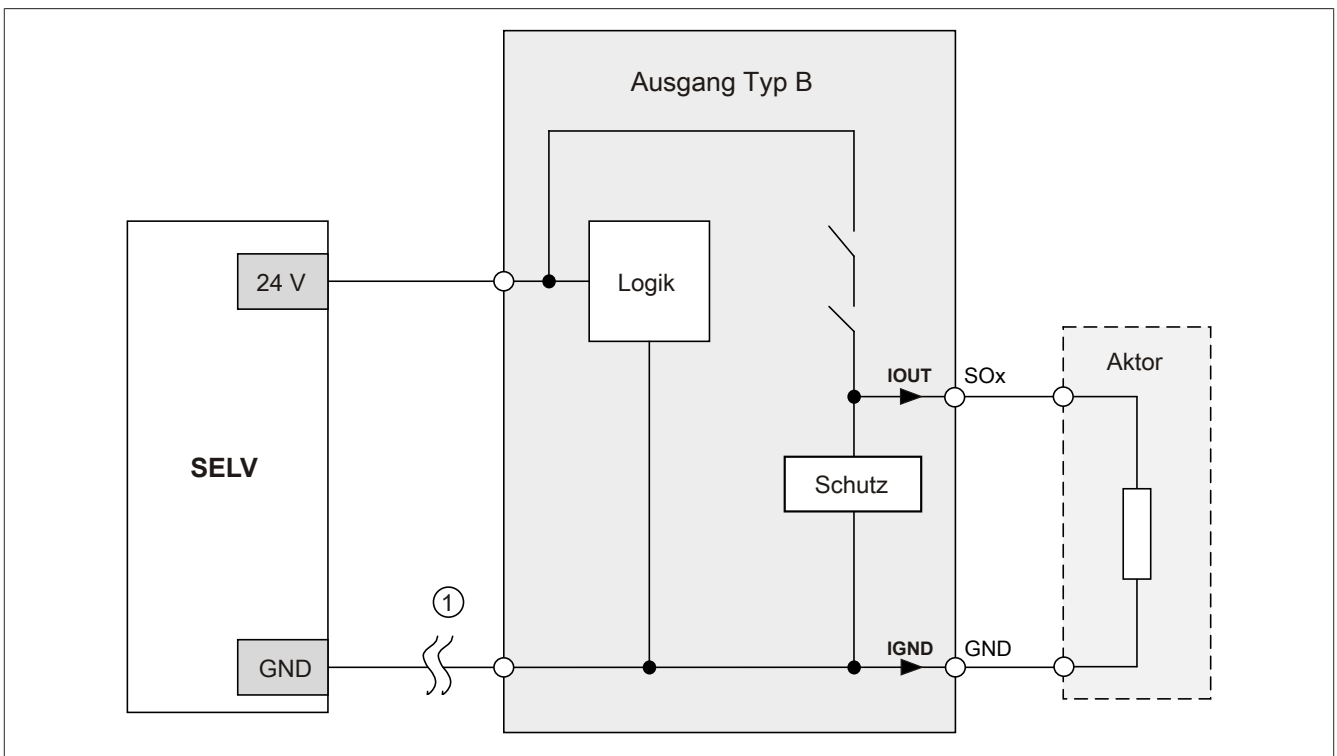 Ausgang Typ B
24 V
Logik
SELV
GND
1
IOUT
SOx
Schutz
IGND
GND
Aktor